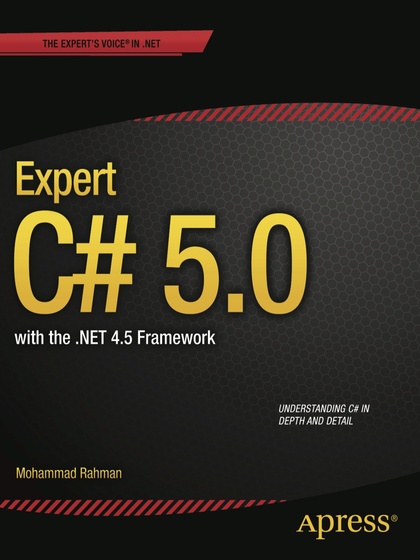 THE EXPERT'S VOICE® IN .NET
Expert
C# 5.0
with the .NET 4.5 Framework
UNDERSTANDING C# IN
DEPTH AND DETAIL
Mohammad Rahman
Apress®